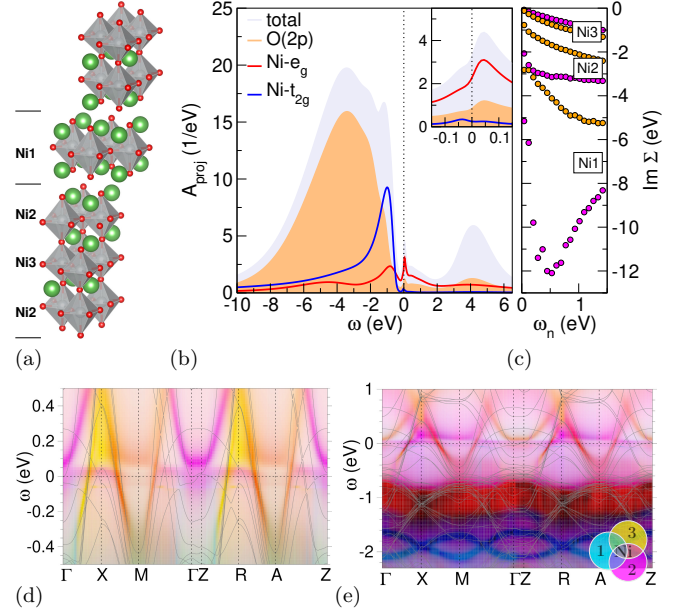 (a)
Ni1
Ni2
Ni3
Ni2
total
O(2p)
Ni-e_g
Ni-t_2g
A_proj (1/eV)
25
20
15
10
5
0
-10 -8 -6 -4 -2 0 2 4 6
ω (eV)
4
2
0
-0.1 0 0.1
(b)
Ni3
Ni2
Ni1
0
-2
-4
-6
-8
-10
-12
Im Σ (eV)
0 1
ω_n (eV)
(c)
ω (eV)
0.4
0.2
0
-0.2
-0.4
Γ X M ΓZ R A Z
(d)
ω (eV)
1
0
-1
-2
Γ X M ΓZ R A Z
1 Ni 3
2
(e)